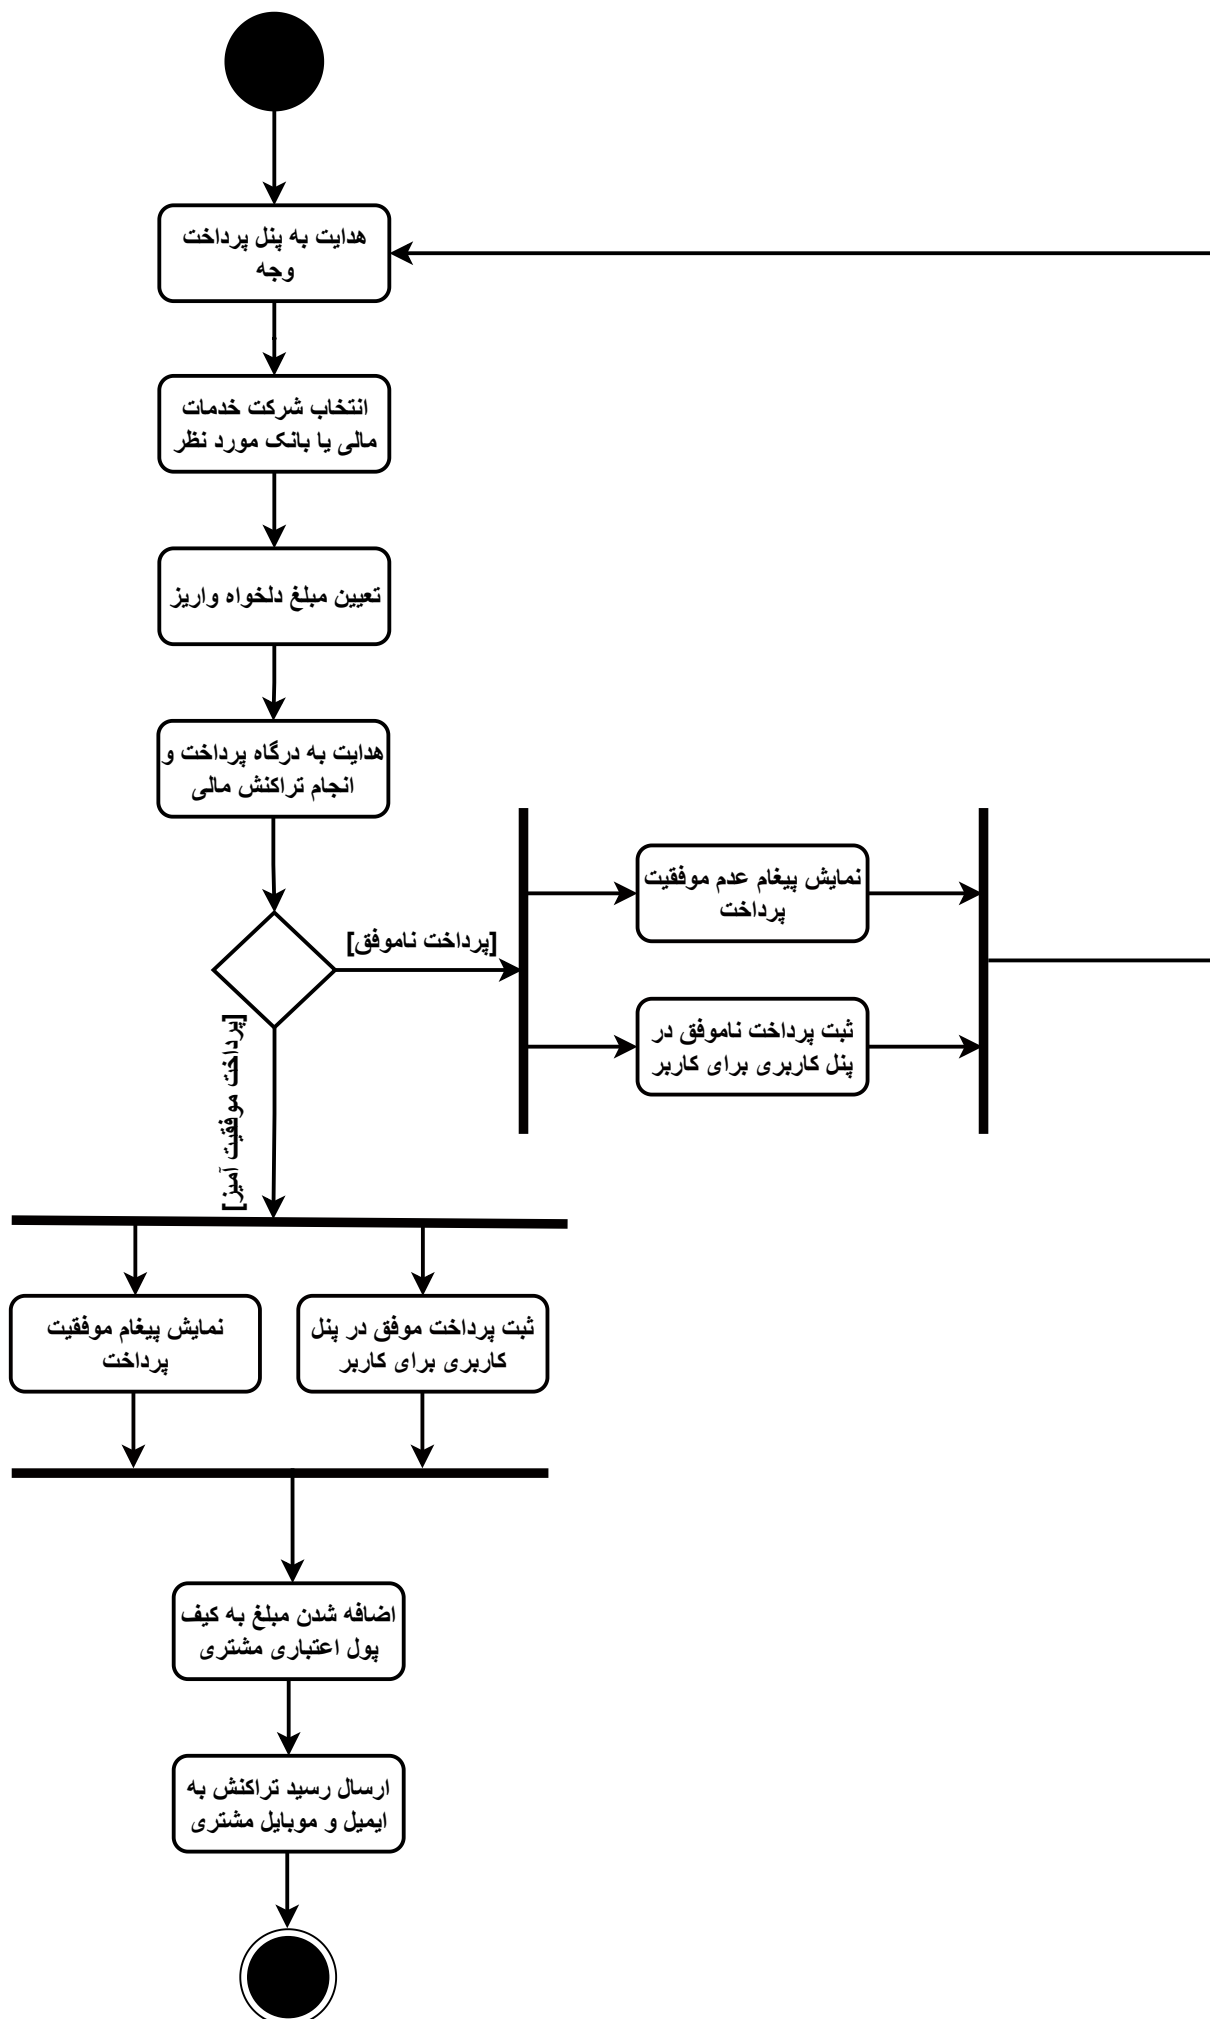 هدایت به پنل پرداخت
وجه
انتخاب شرکت خدمات
مالی یا بانک مورد نظر
تعیین مبلغ دلخواه واریز
هدایت به درگاه پرداخت و
انجام تراکنش مالی
[پرداخت ناموفق]
نمایش پیغام عدم موفقیت
پرداخت
ثبت پرداخت ناموفق در
پنل کاربری برای کاربر
[پرداخت موفقیت آمیز]
ثبت پرداخت موفق در پنل
کاربری برای کاربر
نمایش پیغام موفقیت
پرداخت
اضافه شدن مبلغ به کیف
پول اعتباری مشتری
ارسال رسید تراکنش به
ایمیل و موبایل مشتری